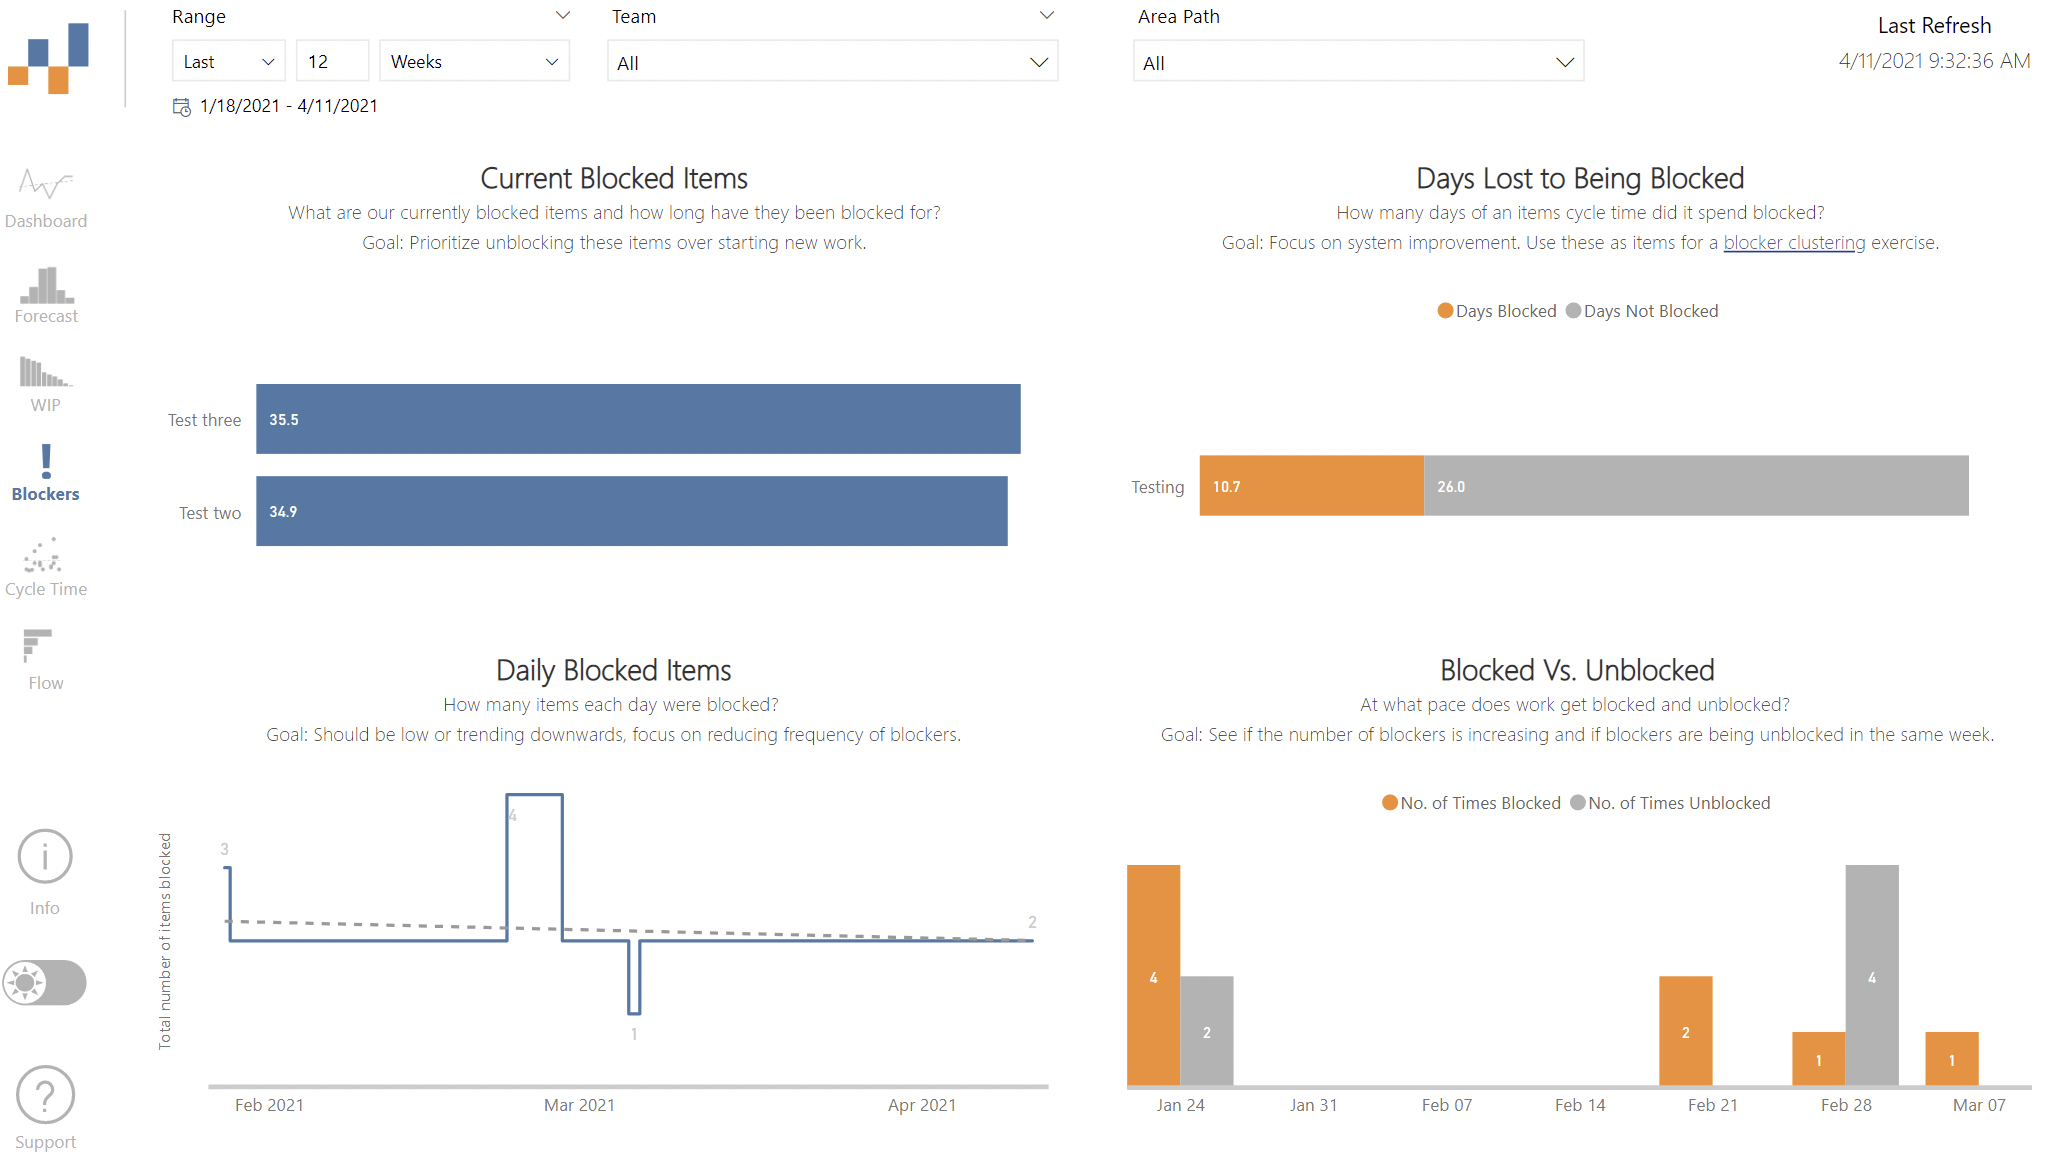 Range
Team
Area Path
Last Refresh
Last
12
Weeks
All
All
4/11/2021 9:32:36 AM
1/18/2021 - 4/11/2021
Dashboard
Forecast
WIP
Blockers
Cycle Time
Flow
Info
Support
Current Blocked Items
What are our currently blocked items and how long have they been blocked for?
Goal: Prioritize unblocking these items over starting new work.
Test three
35.5
Test two
34.9
Days Lost to Being Blocked
How many days of an items cycle time did it spend blocked?
Goal: Focus on system improvement. Use these as items for a blocker clustering exercise.
Days Blocked
Days Not Blocked
Testing
10.7
26.0
Daily Blocked Items
How many items each day were blocked?
Goal: Should be low or trending downwards, focus on reducing frequency of blockers.
Total number of items blocked
3
4
1
2
Feb 2021
Mar 2021
Apr 2021
Blocked Vs. Unblocked
At what pace does work get blocked and unblocked?
Goal: See if the number of blockers is increasing and if blockers are being unblocked in the same week.
No. of Times Blocked
No. of Times Unblocked
4
2
2
1
4
1
Jan 24
Jan 31
Feb 07
Feb 14
Feb 21
Feb 28
Mar 07